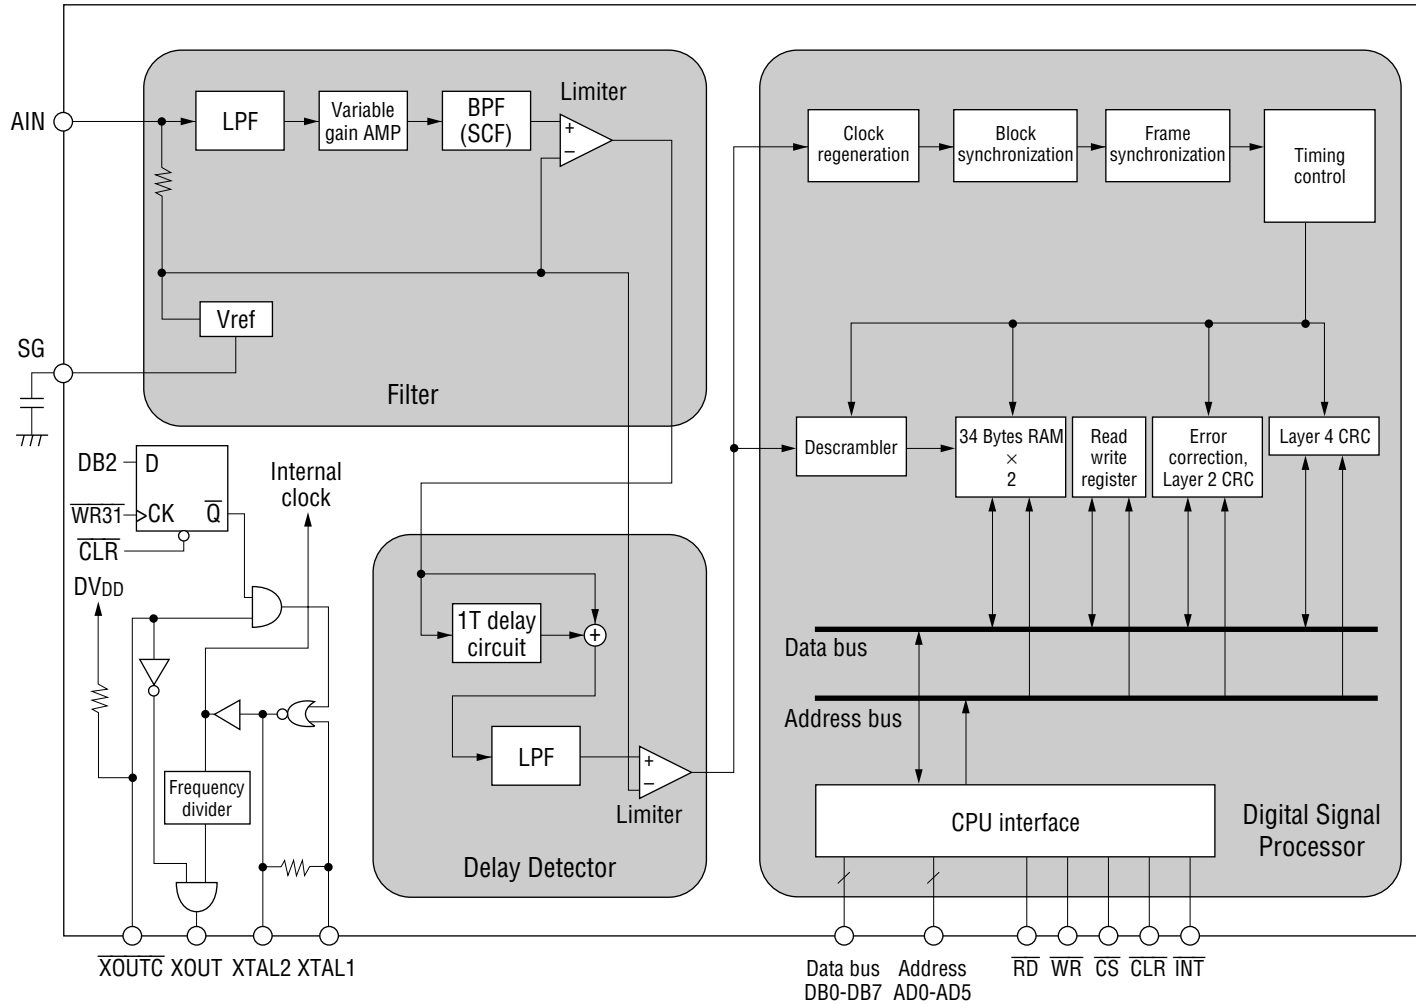 AIN
LPF
Variable
gain AMP
BPF
(SCF)
Limiter
+
−
Vref
SG
Filter
Clock
regeneration
Block
synchronization
Frame
synchronization
Timing
control
Descrambler
34 Bytes RAM
×
2
Read
write
register
Error
correction,
Layer 2 CRC
Layer 4 CRC
DB2
D
WR31
CK
Q
CLR
Internal
clock
DVDD
1T delay
circuit
+
LPF
+
−
Limiter
Delay Detector
Frequency
divider
Data bus
Address bus
CPU interface
Digital Signal
Processor
XOUTC XOUT XTAL2 XTAL1
Data bus
DB0-DB7
Address
AD0-AD5
RD WR CS CLR INT